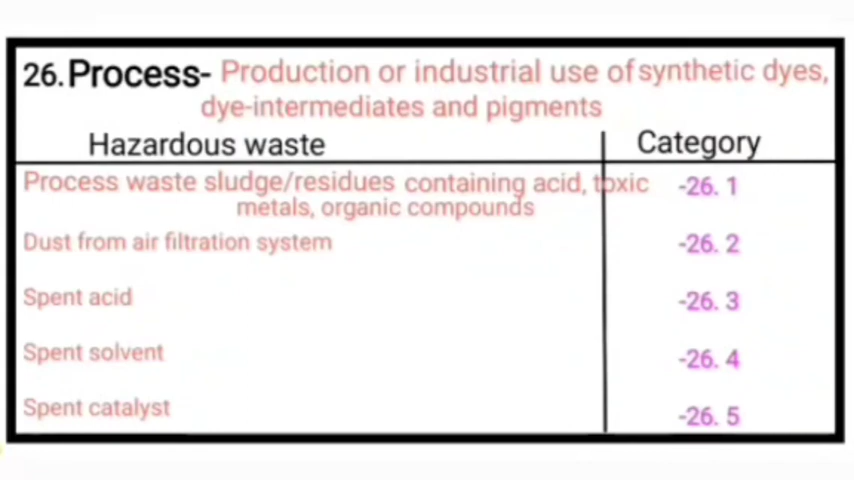 26. Process- Production or industrial use of synthetic dyes,
dye-intermediates and pigments
Hazardous waste Category
Process waste sludge/residues containing acid, toxic -26. 1
metals, organic compounds
Dust from air filtration system -26. 2
Spent acid -26. 3
Spent solvent -26. 4
Spent catalyst -26. 5